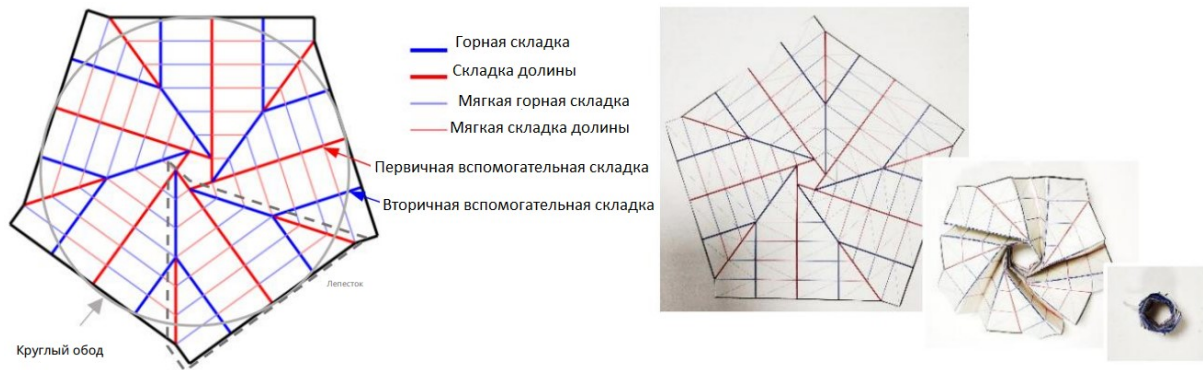 Горная складка
Складка долины
Мягкая горная складка
Мягкая складка долины
Первичная вспомогательная складка
Вторичная вспомогательная складка
Лепесток
Круглый обод